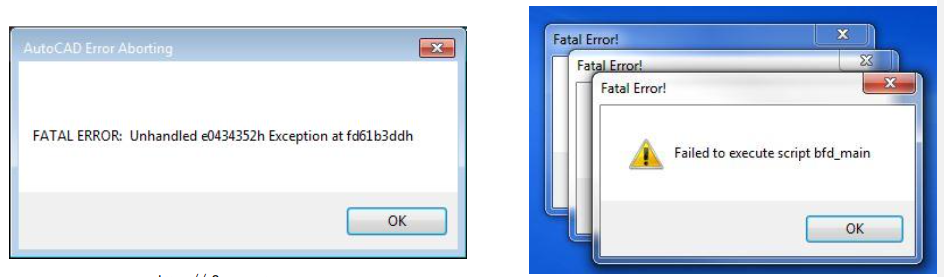 AutoCAD Error Aborting
FATAL ERROR: Unhandled e0434352h Exception at fd61b3ddh
OK
Fatal Error!
Fatal Error!
Fatal Error!
Failed to execute script bfd_main
OK